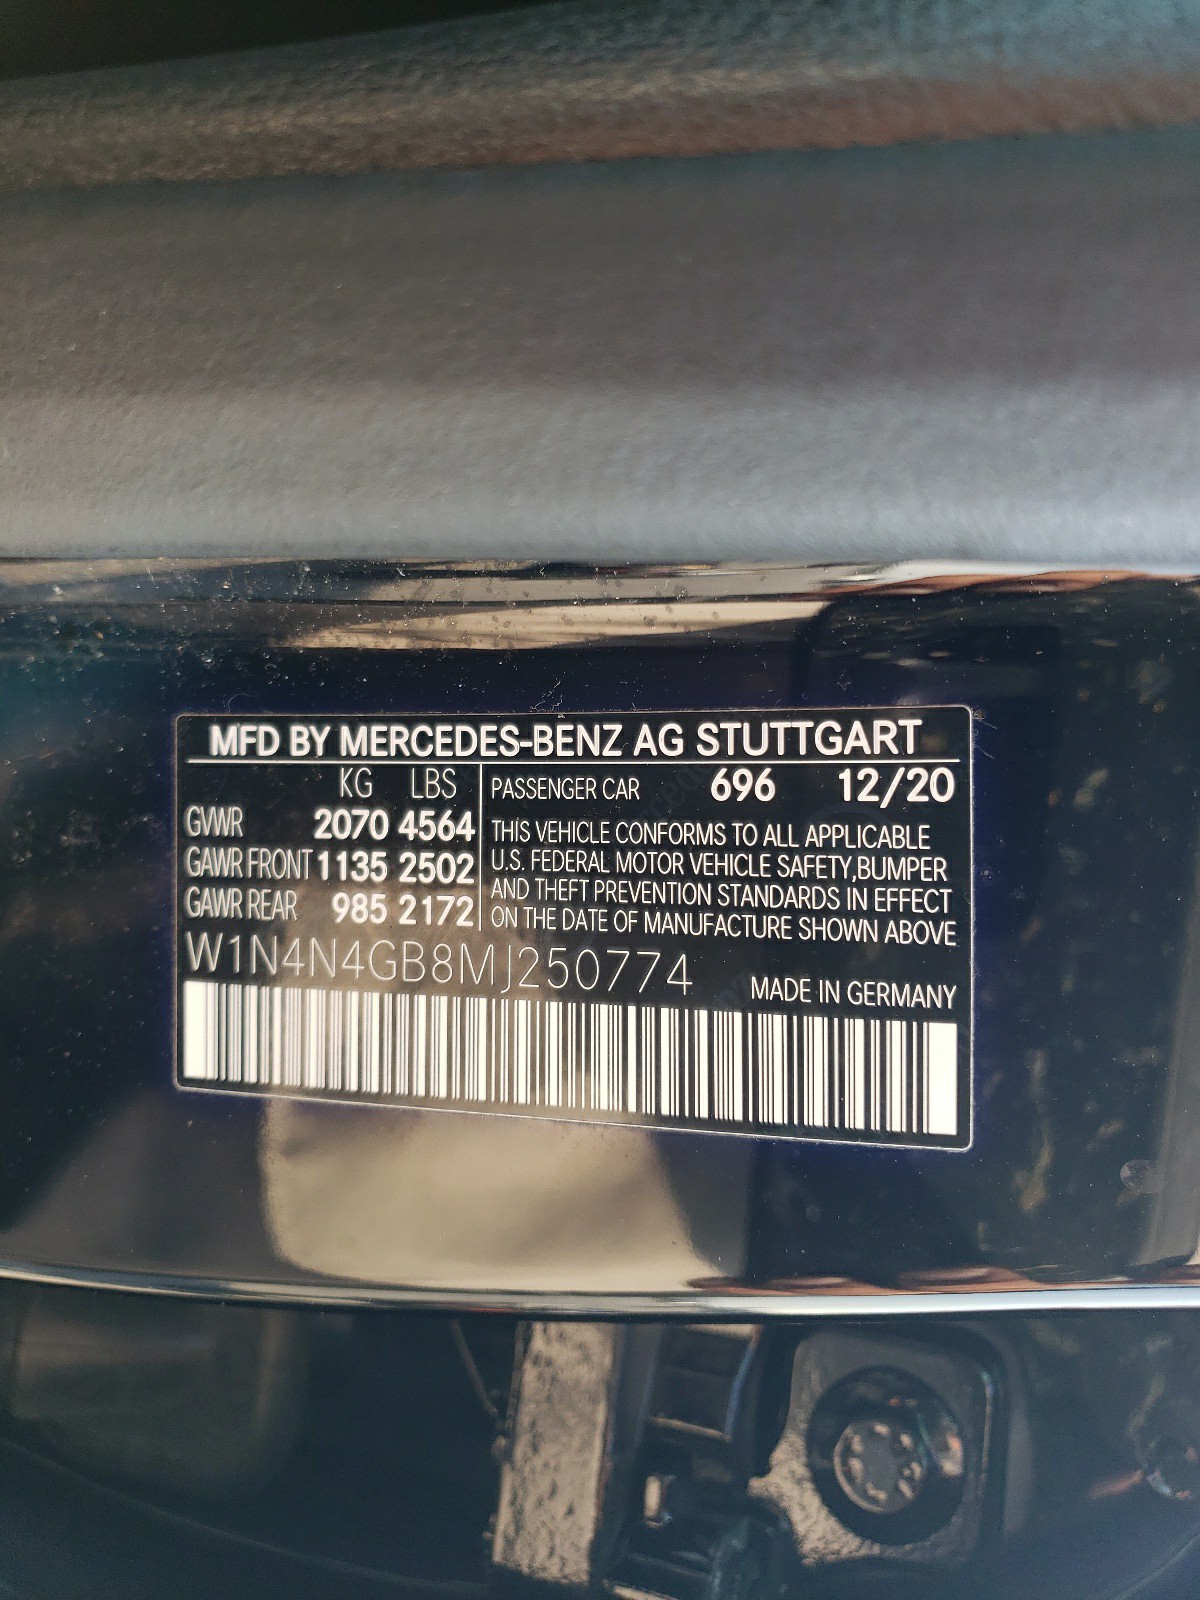 MFD BY MERCEDES-BENZ AG STUTTGART
KG LBS
GVWR 2070 4564
GAWR FRONT 1135 2502
GAWR REAR 985 2172
PASSENGER CAR 696 12/20
THIS VEHICLE CONFORMS TO ALL APPLICABLE
U.S. FEDERAL MOTOR VEHICLE SAFETY,BUMPER
AND THEFT PREVENTION STANDARDS IN EFFECT
ON THE DATE OF MANUFACTURE SHOWN ABOVE
W1N4N4GB8MJ250774
MADE IN GERMANY